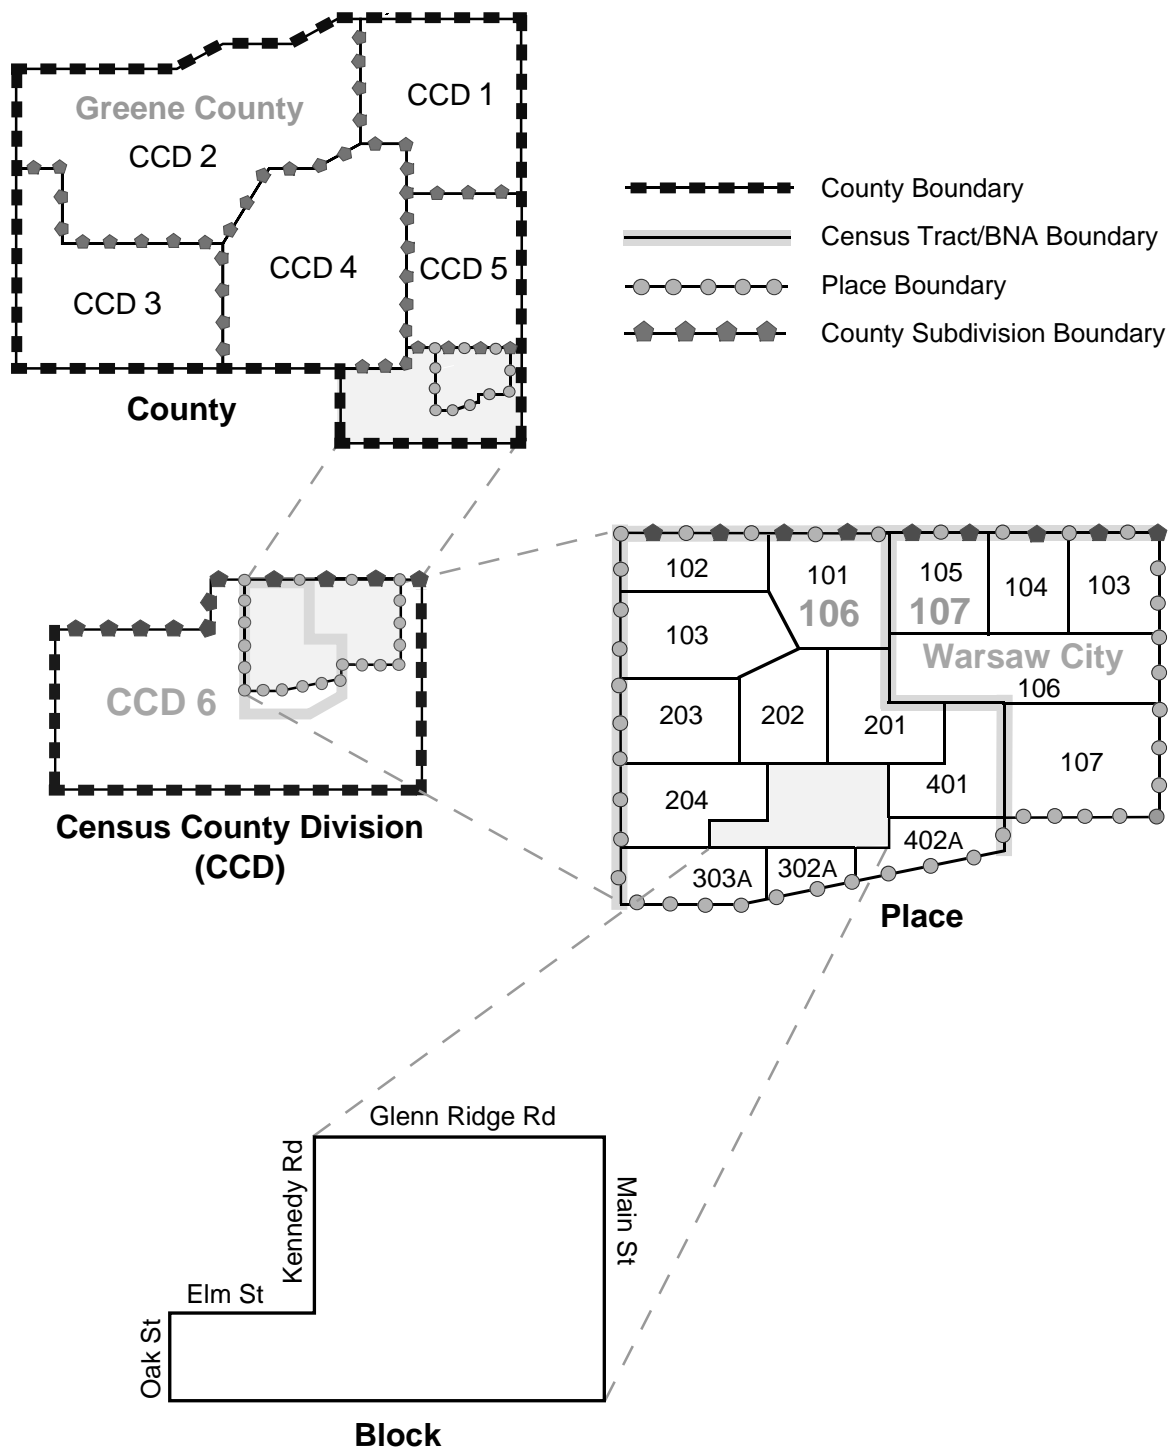 CCD 1
Greene County
CCD 2
CCD 4
CCD 5
CCD 3
County
County Boundary
Census Tract/BNA Boundary
Place Boundary
County Subdivision Boundary
CCD 6
Census County Division
(CCD)
102
101
105
104
103
106
107
103
Warsaw City
106
203
202
201
107
204
401
402A
303A
302A
Place
Glenn Ridge Rd
Kennedy Rd
Main St
Elm St
Oak St
Block